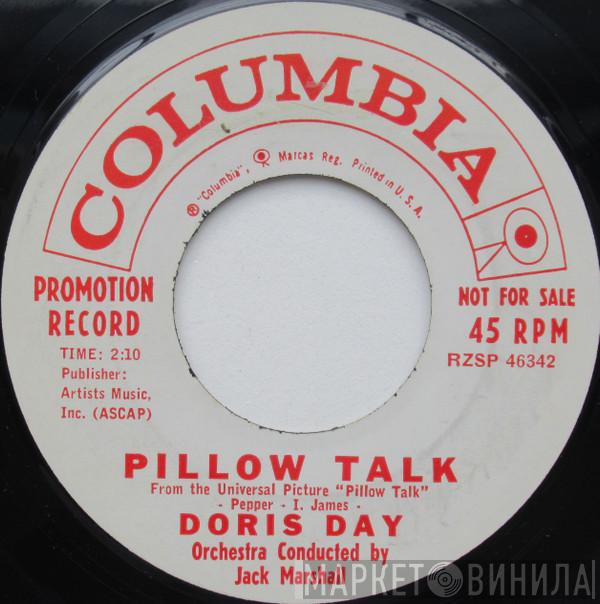 COLUMBIA
® "Columbia", Marcas Reg. Printed in U.S.A.
PROMOTION
RECORD
TIME: 2:10
Publisher:
Artists Music,
Inc. (ASCAP)
NOT FOR SALE
45 RPM
RZSP 46342
PILLOW TALK
From the Universal Picture "Pillow Talk"
- Pepper - I. James -
DORIS DAY
Orchestra Conducted by
Jack Marshall
МАРКЕТ ВИНИЛА